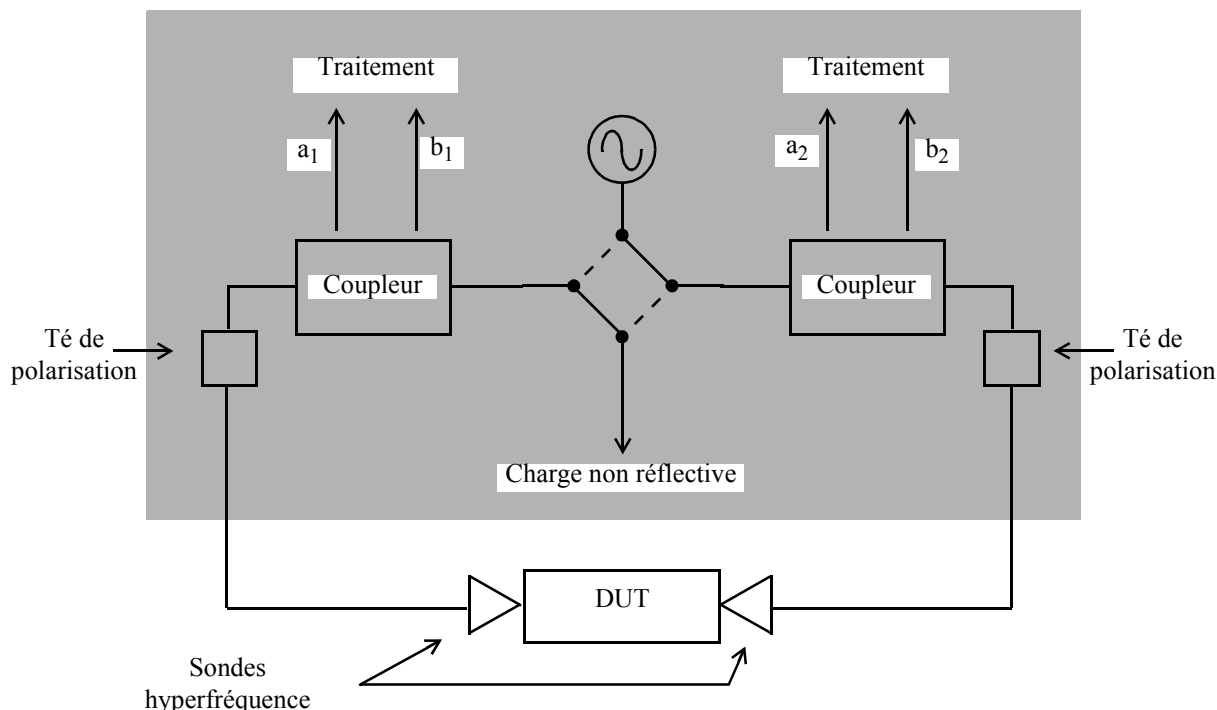 Traitement
Traitement
a1
b1
a2
b2
Coupleur
Coupleur
Té de
polarisation
Té de
polarisation
Charge non réflective
DUT
Sondes
hyperfréquence